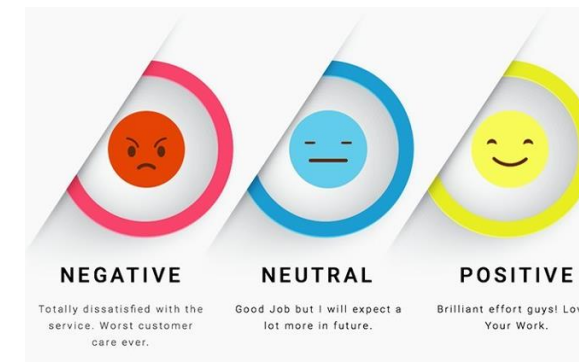 NEGATIVE
Totally dissatisfied with the
service. Worst customer
care ever.
NEUTRAL
Good Job but I will expect a
lot more in future.
POSITIVE
Brilliant effort guys!
Your Work.